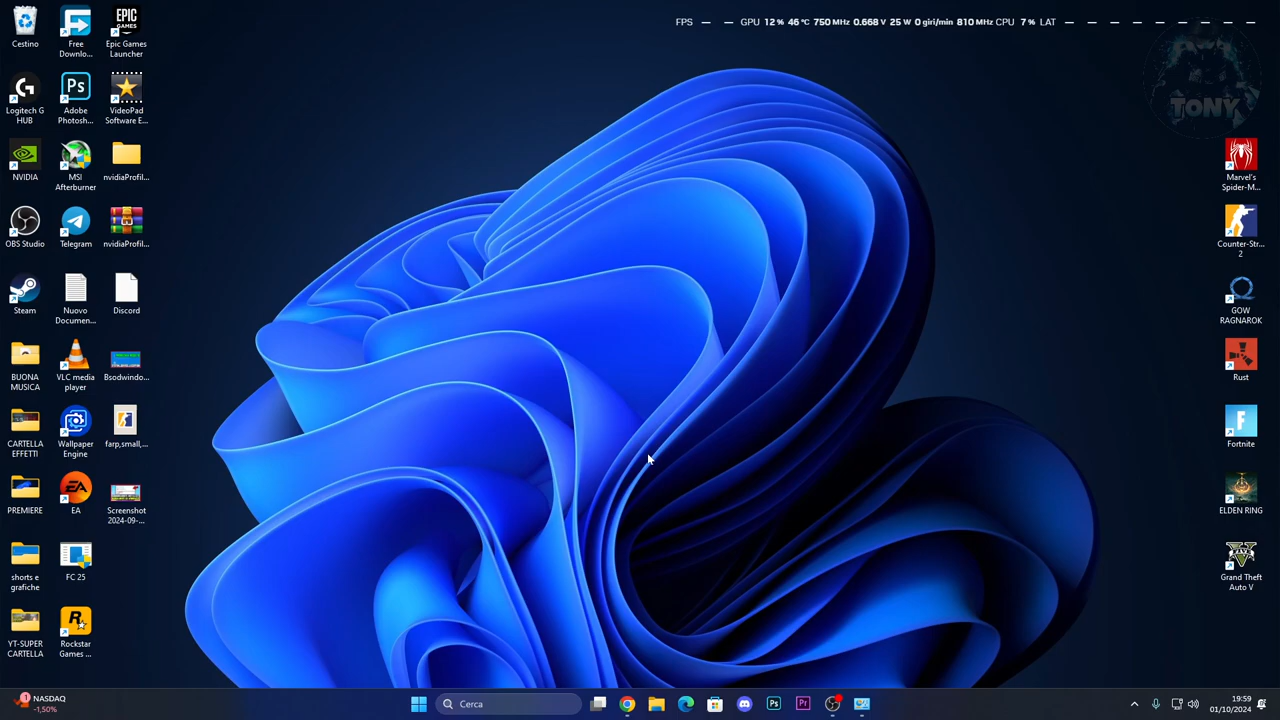 FPS — — GPU 12 % 46 °C 750 MHz 0.668 V 25 W 0 giri/min 810 MHz CPU 7 % LAT — — — — — — — — —
TONY
Cestino
Free
Downlo...
EPIC
GAMES
Epic Games
Launcher
Logitech G
HUB
Ps
Adobe
Photosh...
VideoPad
Software E...
NVIDIA
MSI
Afterburner
nvidiaProfil...
OBS Studio
Telegram
nvidiaProfil...
Steam
Nuovo
Documen...
Discord
BUONA
MUSICA
VLC media
player
Bsodwindo...
CARTELLA
EFFETTI
Wallpaper
Engine
farp,small,...
PREMIERE
EA
EA
Screenshot
2024-09-...
shorts e
grafiche
FC 25
YT-SUPER
CARTELLA
R
Rockstar
Games ...
Marvel's
Spider-M...
Counter-Str...
2
GOW
RAGNAROK
Rust
F
Fortnite
ELDEN RING
Grand Theft
Auto V
1
NASDAQ
-1,50%
Cerca
Ps
Pr
19:59
01/10/2024